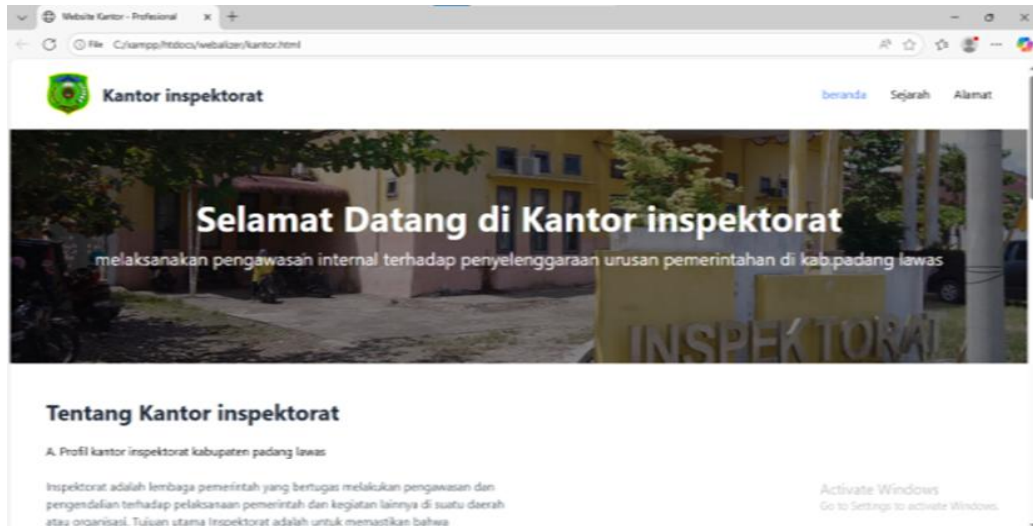 Website Kantor - Profesional
File C:/xampp/htdocs/webalizer/kantor.html
Kantor inspektorat
beranda Sejarah Alamat
Selamat Datang di Kantor inspektorat
melaksanakan pengawasan internal terhadap penyelenggaraan urusan pemerintahan di kab.padang lawas
INSPEKTORAT
Tentang Kantor inspektorat
A. Profil kantor inspektorat kabupaten padang lawas
Inspektorat adalah lembaga pemerintah yang bertugas melakukan pengawasan dan
pengendalian terhadap pelaksanaan pemerintah dan kegiatan lainnya di suatu daerah
atau organisasi. Tujuan utama Inspektorat adalah untuk memastikan bahwa
Activate Windows
Go to Settings to activate Windows.